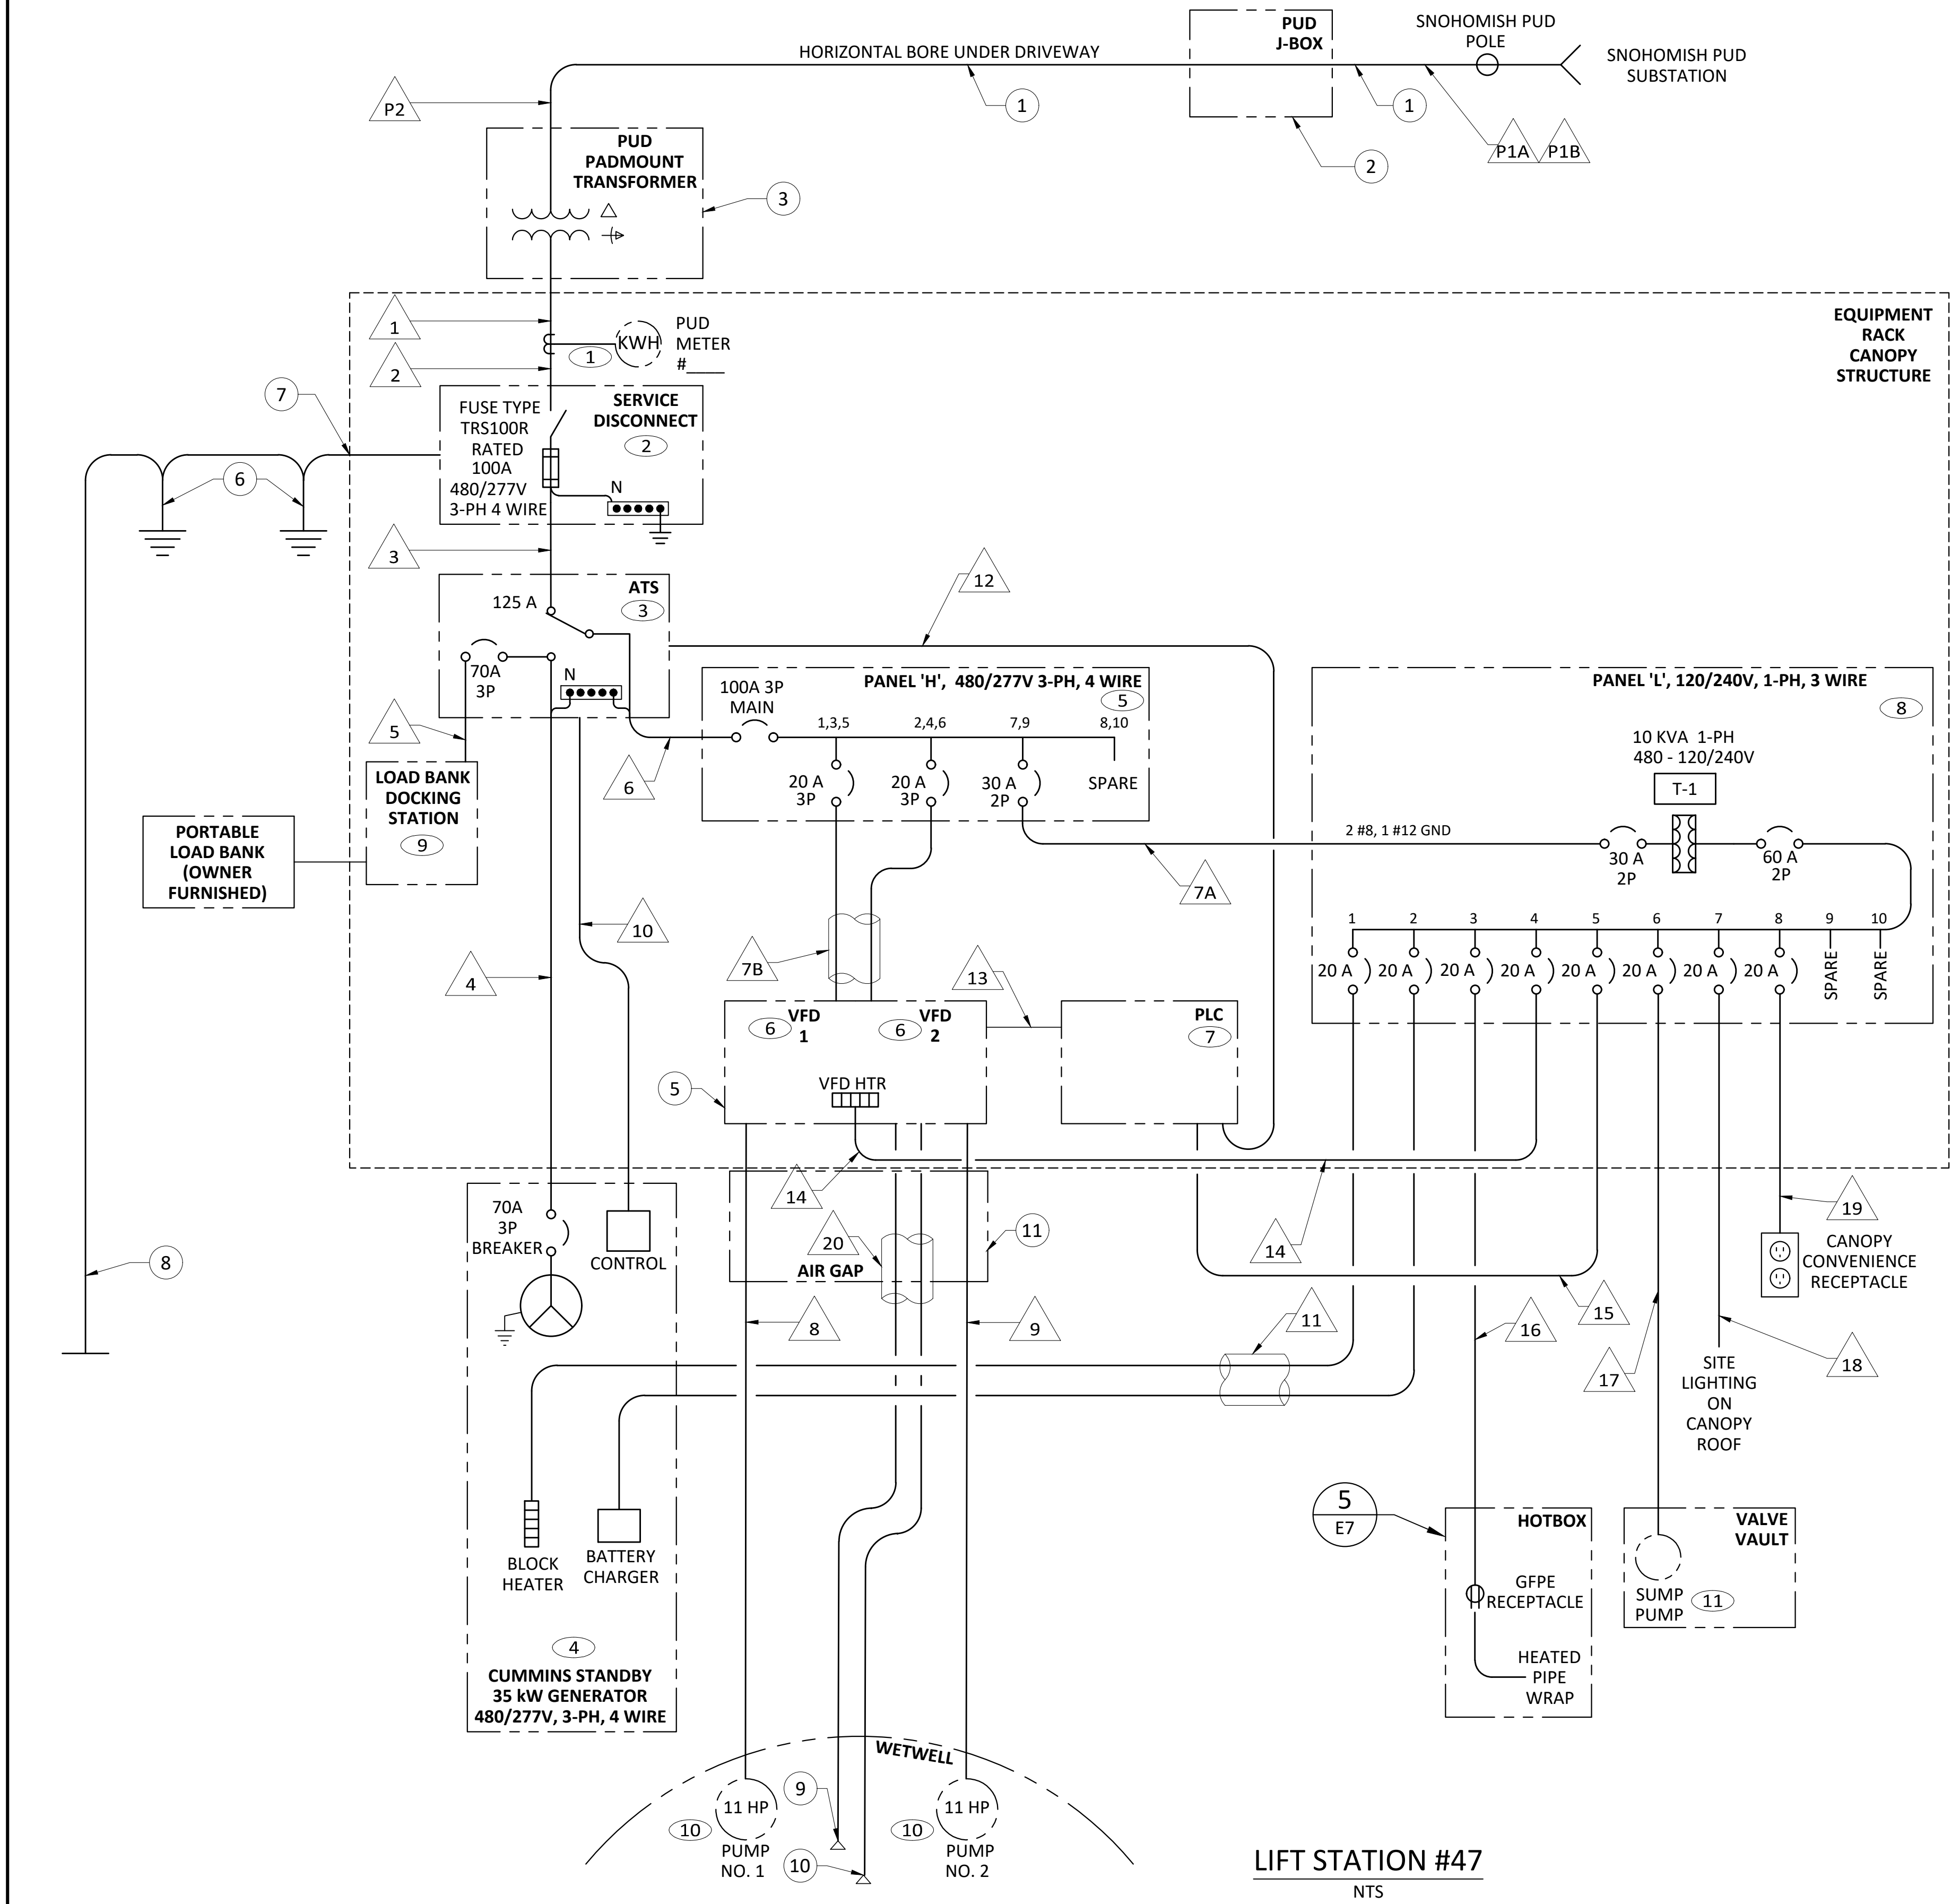 PUD
J-BOX
SNOHOMISH PUD
POLE
SNOHOMISH PUD
SUBSTATION
HORIZONTAL BORE UNDER DRIVEWAY
1
1
P2
P1A
P1B
2
PUD
PADMOUNT
TRANSFORMER
3
EQUIPMENT
RACK
CANOPY
STRUCTURE
1
2
1
KWH
PUD
METER
#____
7
FUSE TYPE
TRS100R
RATED
100A
480/277V
3-PH 4 WIRE
SERVICE
DISCONNECT
2
N
6
3
ATS
3
125 A
70A
3P
N
12
5
6
100A 3P
MAIN
PANEL 'H', 480/277V 3-PH, 4 WIRE
5
1,3,5
2,4,6
7,9
8,10
20 A
3P
20 A
3P
30 A
2P
SPARE
PANEL 'L', 120/240V, 1-PH, 3 WIRE
8
10 KVA 1-PH
480 - 120/240V
T-1
2 #8, 1 #12 GND
30 A
2P
60 A
2P
7A
LOAD BANK
DOCKING
STATION
9
PORTABLE
LOAD BANK
(OWNER
FURNISHED)
10
4
7B
13
1
2
3
4
5
6
7
8
9
10
20 A
20 A
20 A
20 A
20 A
20 A
20 A
20 A
SPARE
SPARE
6
VFD
1
6
VFD
2
VFD HTR
5
PLC
7
14
14
20
AIR GAP
11
8
9
8
70A
3P
BREAKER
CONTROL
11
16
15
17
18
19
CANOPY
CONVENIENCE
RECEPTACLE
SITE
LIGHTING
ON
CANOPY
ROOF
BLOCK
HEATER
BATTERY
CHARGER
4
CUMMINS STANDBY
35 kW GENERATOR
480/277V, 3-PH, 4 WIRE
5
E7
HOTBOX
GFPE
RECEPTACLE
HEATED
PIPE
WRAP
VALVE
VAULT
SUMP
PUMP
11
WETWELL
11 HP
10
PUMP
NO. 1
9
10
11 HP
10
PUMP
NO. 2
LIFT STATION #47
NTS